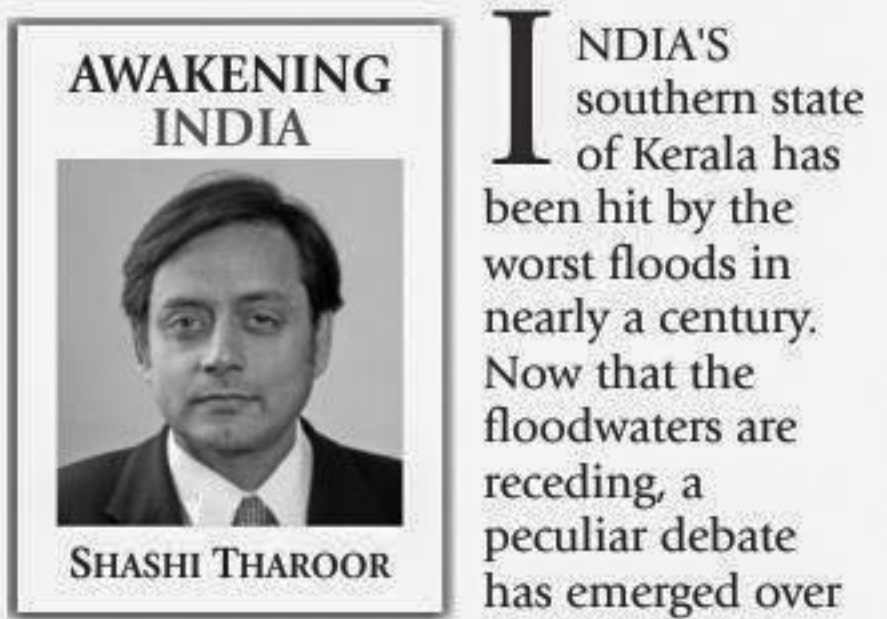 AWAKENING
INDIA
SHASHI THAROOR
INDIA'S
southern state
of Kerala has
been hit by the
worst floods in
nearly a century.
Now that the
floodwaters are
receding, a
peculiar debate
has emerged over